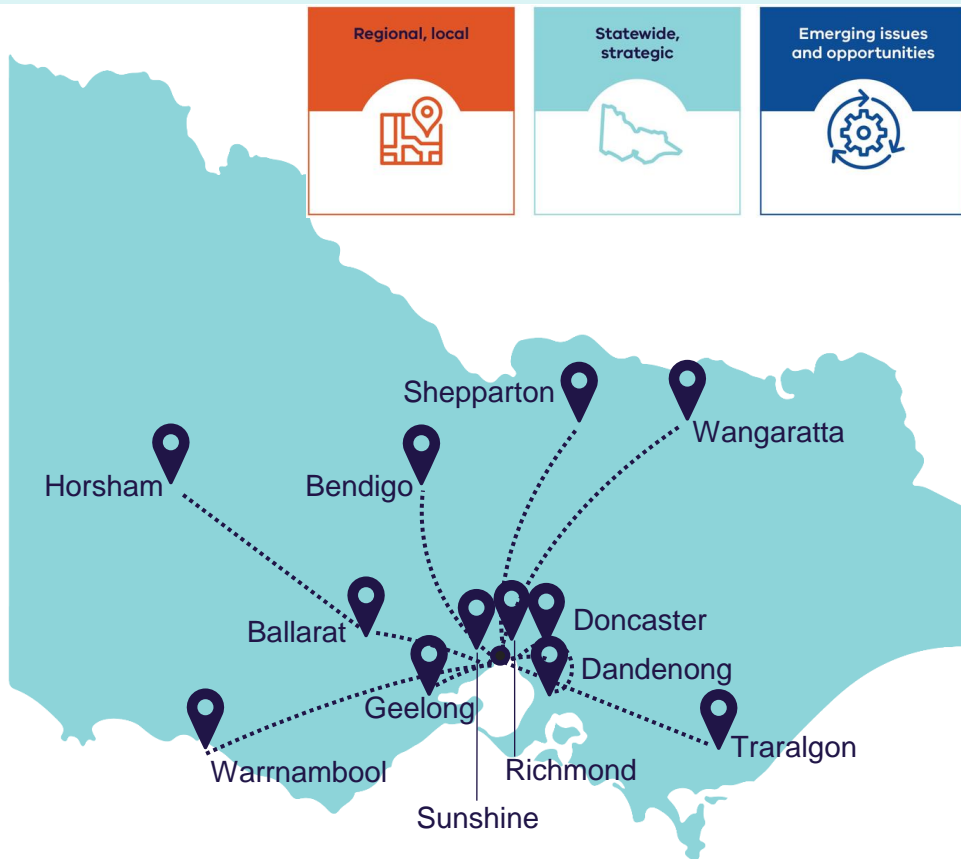 Regional, local
Statewide,
strategic
Emerging issues
and opportunities
Shepparton
Wangaratta
Horsham
Bendigo
Ballarat
Doncaster
Dandenong
Geelong
Traralgon
Warrnambool
Richmond
Sunshine